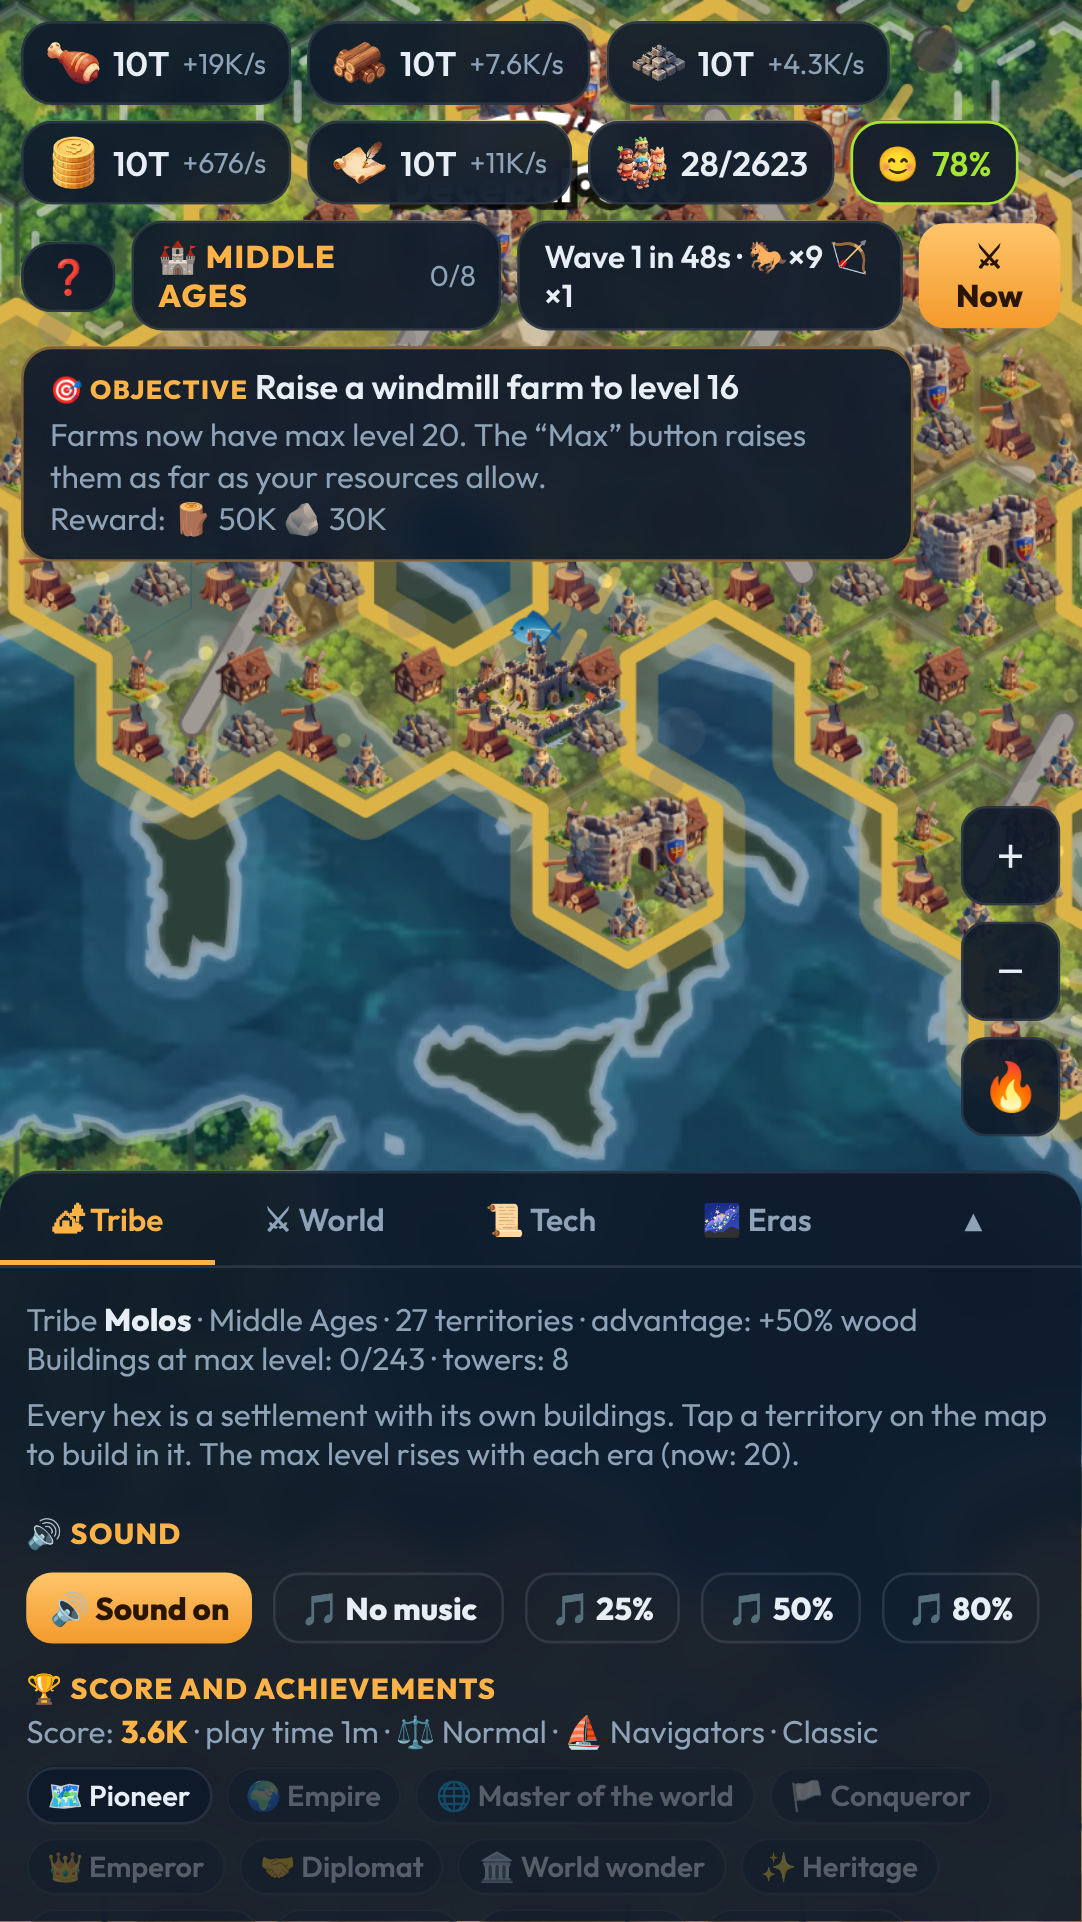 10T +19K/s 10T +7.6K/s 10T +4.3K/s
10T +676/s 10T +11K/s 28/2623 78%
MIDDLE AGES 0/8
Wave 1 in 48s · ×9
×1
Now
OBJECTIVE Raise a windmill farm to level 16
Farms now have max level 20. The “Max” button raises
them as far as your resources allow.
Reward: 50K 30K
+
−
Tribe World Tech Eras ▲
Tribe Molos · Middle Ages · 27 territories · advantage: +50% wood
Buildings at max level: 0/243 · towers: 8
Every hex is a settlement with its own buildings. Tap a territory on the map
to build in it. The max level rises with each era (now: 20).
SOUND
Sound on No music 25% 50% 80%
SCORE AND ACHIEVEMENTS
Score: 3.6K · play time 1m · Normal · Navigators · Classic
Pioneer Empire Master of the world Conqueror
Emperor Diplomat World wonder Heritage